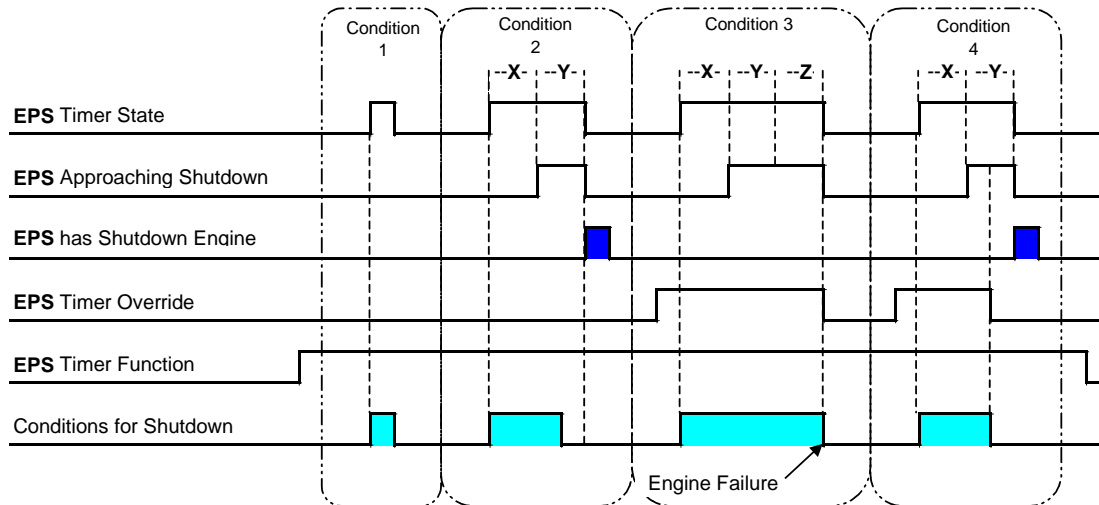 Condition
1
Condition
2
Condition 3
Condition
4
--X- --Y-
--X- --Y- --Z-
--X- --Y-
EPS Timer State
EPS Approaching Shutdown
EPS has Shutdown Engine
EPS Timer Override
EPS Timer Function
Conditions for Shutdown
Engine Failure